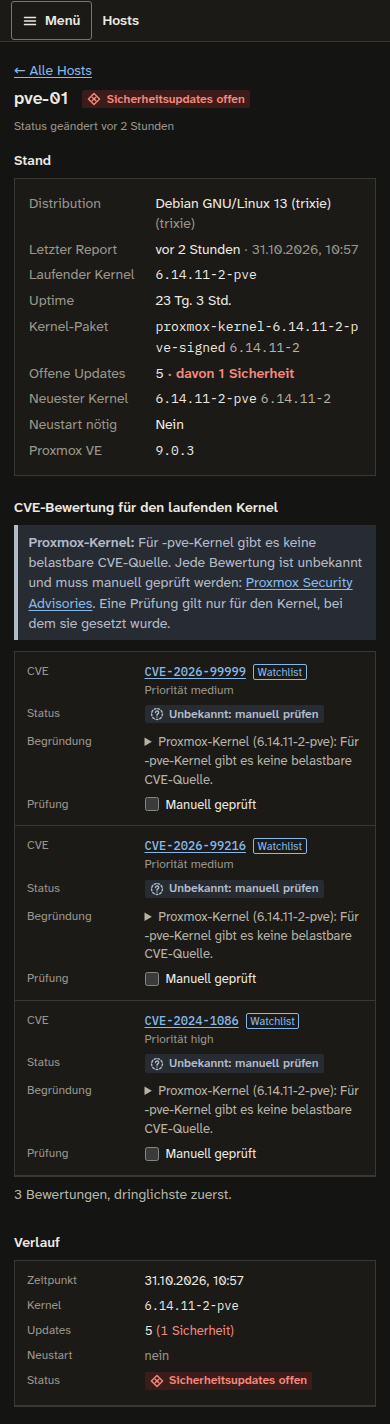 Menü Hosts
← Alle Hosts
pve-01 Sicherheitsupdates offen
Status geändert vor 2 Stunden
Stand
Distribution Debian GNU/Linux 13 (trixie)
(trixie)
Letzter Report vor 2 Stunden · 31.10.2026, 10:57
Laufender Kernel 6.14.11-2-pve
Uptime 23 Tg. 3 Std.
Kernel-Paket proxmox-kernel-6.14.11-2-p
ve-signed 6.14.11-2
Offene Updates 5 · davon 1 Sicherheit
Neuester Kernel 6.14.11-2-pve 6.14.11-2
Neustart nötig Nein
Proxmox VE 9.0.3
CVE-Bewertung für den laufenden Kernel
Proxmox-Kernel: Für -pve-Kernel gibt es keine
belastbare CVE-Quelle. Jede Bewertung ist unbekannt
und muss manuell geprüft werden: Proxmox Security
Advisories. Eine Prüfung gilt nur für den Kernel, bei
dem sie gesetzt wurde.
CVE CVE-2026-99999 Watchlist
Priorität medium
Status Unbekannt: manuell prüfen
Begründung ▶ Proxmox-Kernel (6.14.11-2-pve): Für
-pve-Kernel gibt es keine belastbare
CVE-Quelle.
Prüfung Manuell geprüft
CVE CVE-2026-99216 Watchlist
Priorität medium
Status Unbekannt: manuell prüfen
Begründung ▶ Proxmox-Kernel (6.14.11-2-pve): Für
-pve-Kernel gibt es keine belastbare
CVE-Quelle.
Prüfung Manuell geprüft
CVE CVE-2024-1086 Watchlist
Priorität high
Status Unbekannt: manuell prüfen
Begründung ▶ Proxmox-Kernel (6.14.11-2-pve): Für
-pve-Kernel gibt es keine belastbare
CVE-Quelle.
Prüfung Manuell geprüft
3 Bewertungen, dringlichste zuerst.
Verlauf
Zeitpunkt 31.10.2026, 10:57
Kernel 6.14.11-2-pve
Updates 5 (1 Sicherheit)
Neustart nein
Status Sicherheitsupdates offen